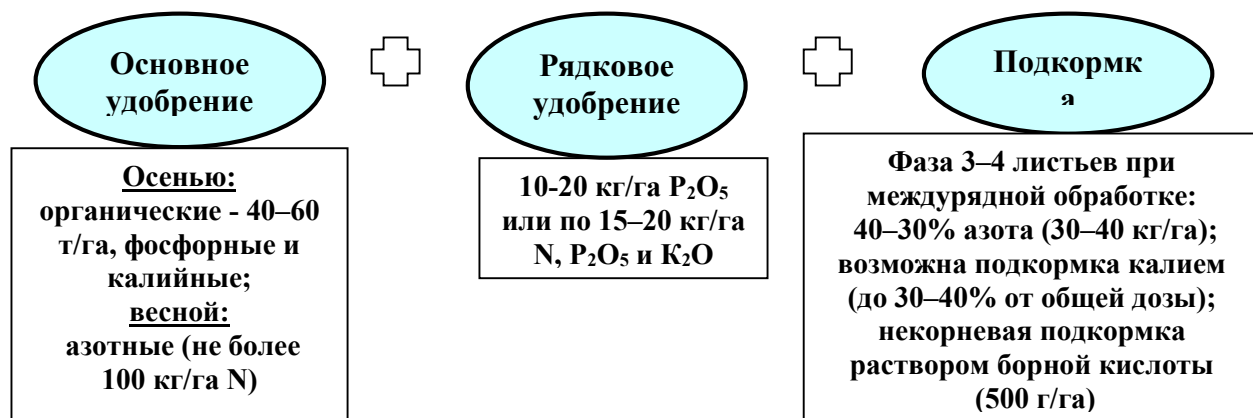 Основное
удобрение
Рядковое
удобрение
Подкормк
а
Осенью:
органические - 40–60
т/га, фосфорные и
калийные;
весной:
азотные (не более
100 кг/га N)
10-20 кг/га P₂O₅
или по 15–20 кг/га
N, P₂O₅ и K₂O
Фаза 3–4 листьев при
междурядной обработке:
40–30% азота (30–40 кг/га);
возможна подкормка калием
(до 30–40% от общей дозы);
некорневая подкормка
раствором борной кислоты
(500 г/га)